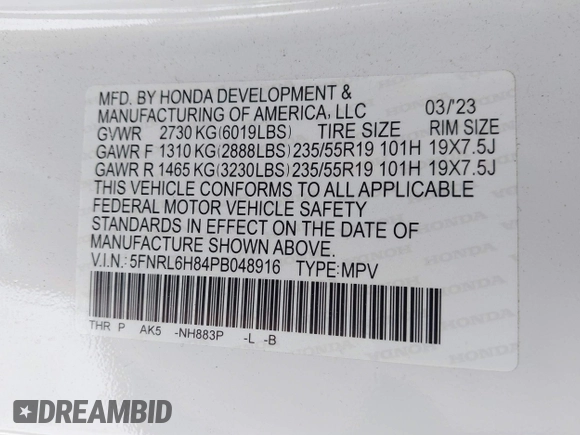 MFD. BY HONDA DEVELOPMENT &
MANUFACTURING OF AMERICA, LLC 03/'23
GVWR 2730 KG(6019LBS) TIRE SIZE RIM SIZE
GAWR F 1310 KG(2888LBS) 235/55R19 101H 19X7.5J
GAWR R 1465 KG(3230LBS) 235/55R19 101H 19X7.5J
THIS VEHICLE CONFORMS TO ALL APPLICABLE
FEDERAL MOTOR VEHICLE SAFETY
STANDARDS IN EFFECT ON THE DATE OF
MANUFACTURE SHOWN ABOVE.
V.I.N.: 5FNRL6H84PB048916 TYPE:MPV
THR P AK5 -NH883P -L -B
DREAMBID